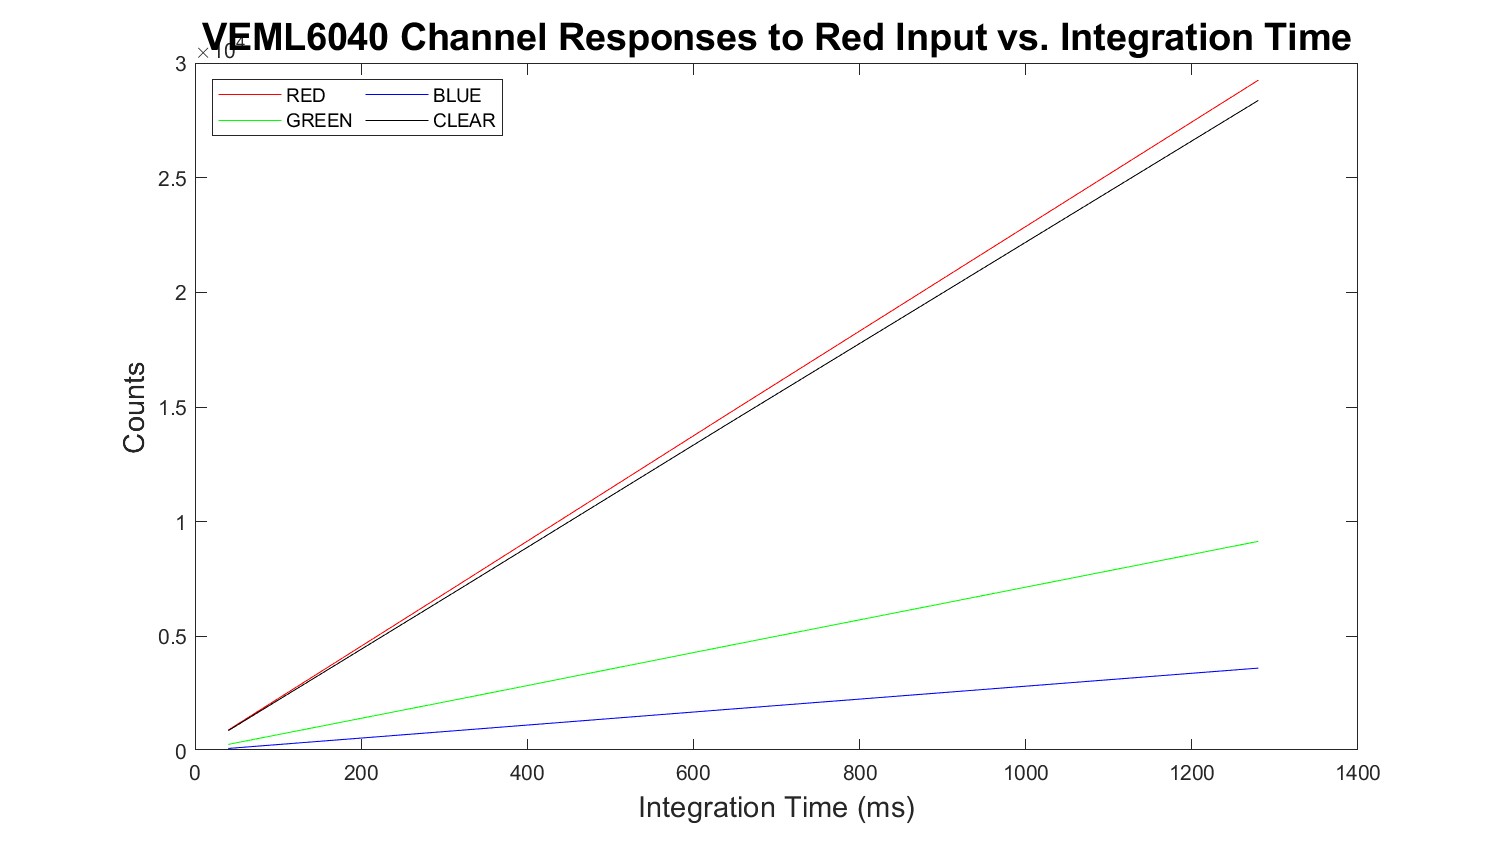 VEML6040 Channel Responses to Red Input vs. Integration Time
×10⁴
3
2.5
2
1.5
1
0.5
0
RED BLUE
GREEN CLEAR
Counts
0 200 400 600 800 1000 1200 1400
Integration Time (ms)